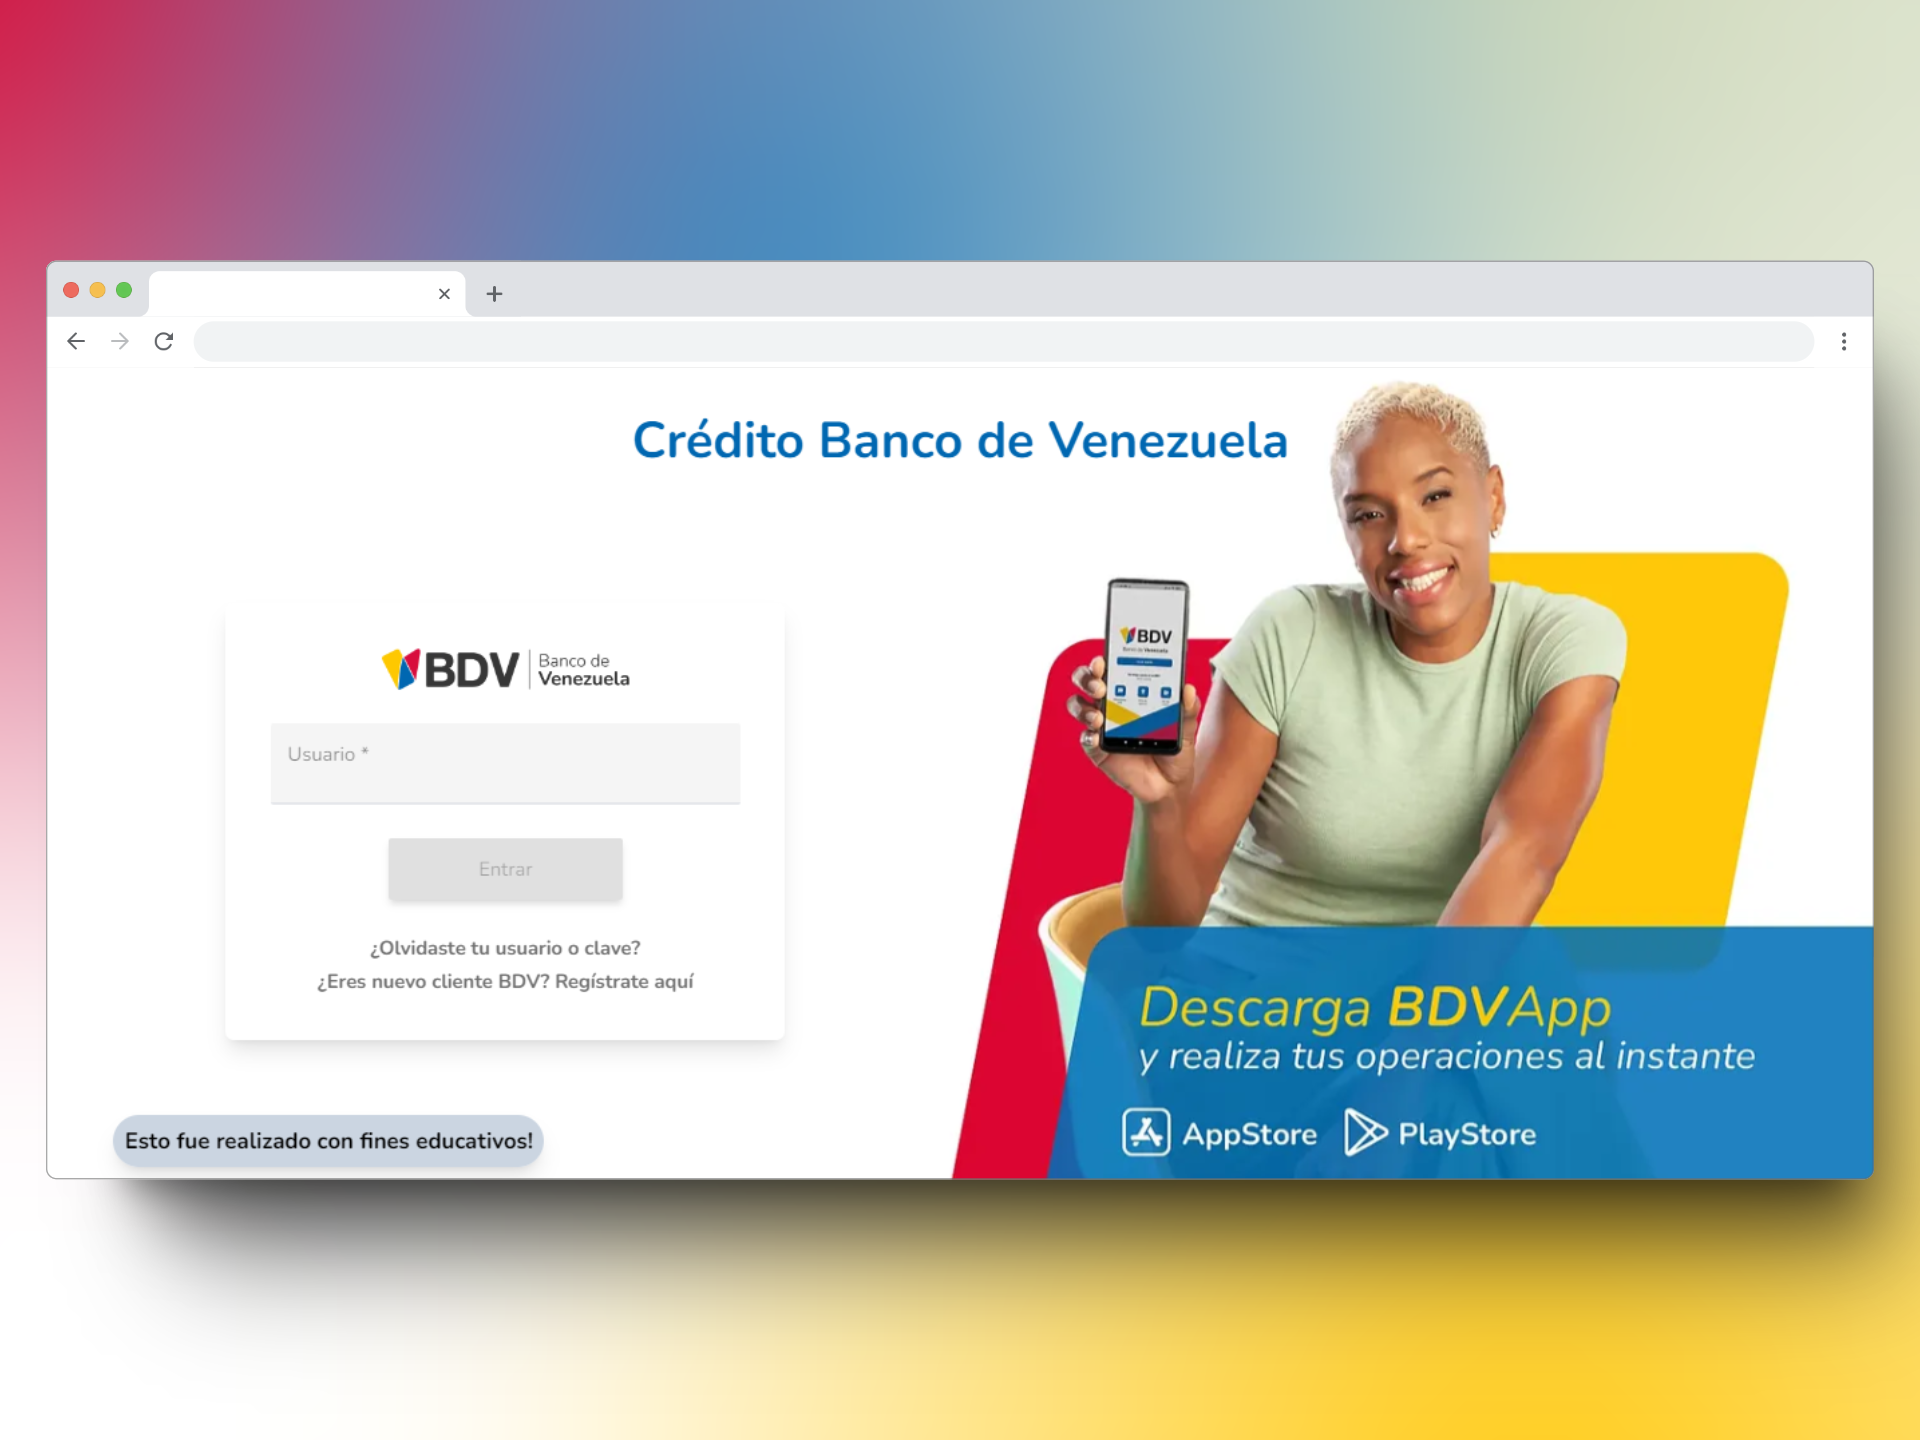 Crédito Banco de Venezuela
BDV
Banco de
Venezuela
Usuario *
Entrar
¿Olvidaste tu usuario o clave?
¿Eres nuevo cliente BDV? Regístrate aquí
Esto fue realizado con fines educativos!
BDV
Descarga BDVApp
y realiza tus operaciones al instante
AppStore
PlayStore